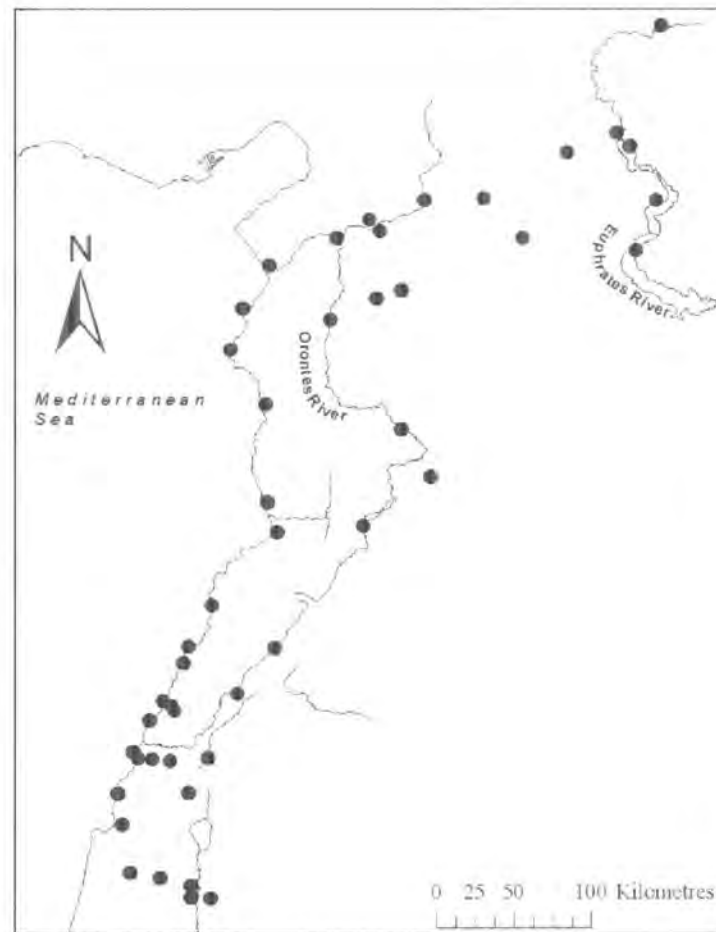 N
Mediterranean
Sea
Orontes River
Euphrates River
0 25 50 100 Kilometres